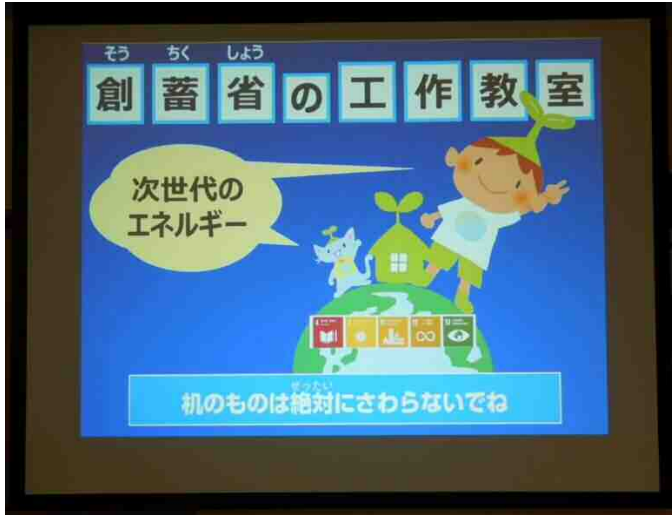 そう ちく しょう
創蓄省の工作教室
次世代の
エネルギー
ぜったい
机のものは絶対にさわらないでね